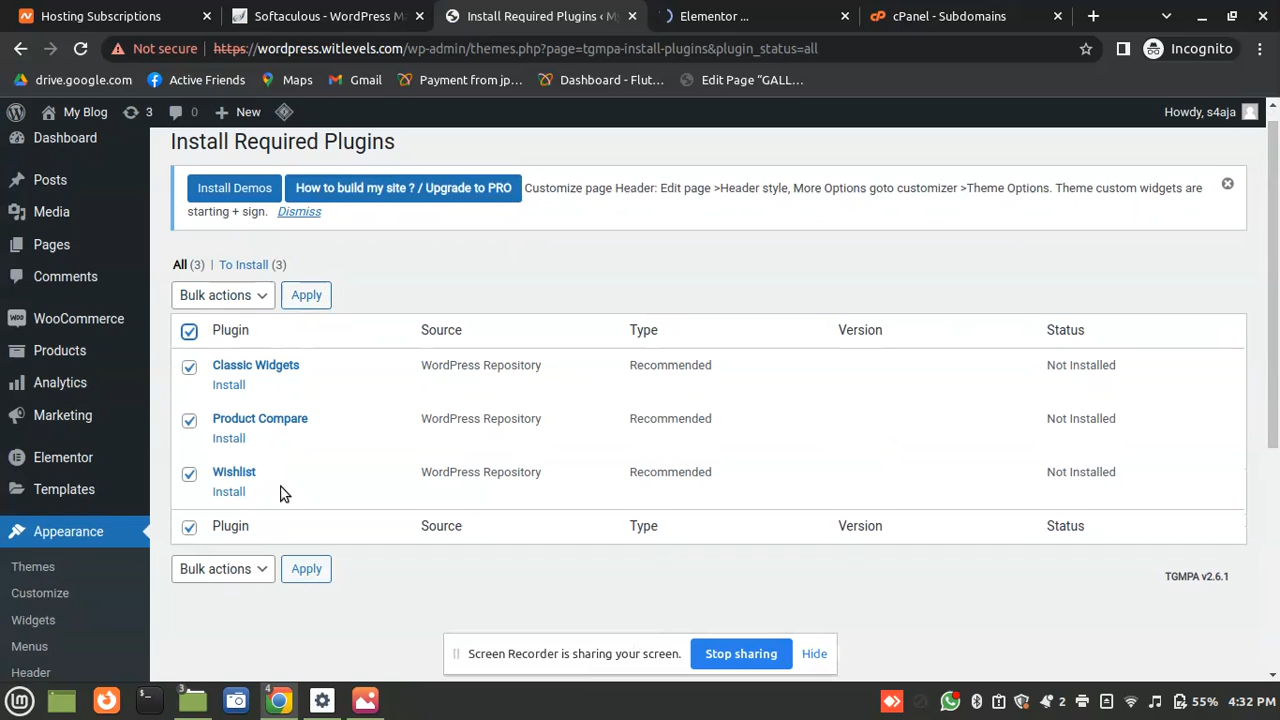 Hosting Subscriptions
Softaculous - WordPress M
Install Required Plugins ‹ My
Elementor ...
cPanel - Subdomains
Not secure
https://wordpress.witlevels.com/wp-admin/themes.php?page=tgmpa-install-plugins&plugin_status=all
Incognito
drive.google.com
Active Friends
Maps
Gmail
Payment from jp...
Dashboard - Flut...
Edit Page "GALL...
My Blog
3
0
New
Howdy, s4aja
Dashboard
Posts
Media
Pages
Comments
WooCommerce
Products
Analytics
Marketing
Elementor
Templates
Appearance
Themes
Customize
Widgets
Menus
Header
Install Required Plugins
Install Demos
How to build my site ? / Upgrade to PRO
Customize page Header: Edit page >Header style, More Options goto customizer >Theme Options. Theme custom widgets are
starting + sign. Dismiss
All (3) | To Install (3)
Bulk actions
Apply
Plugin Source Type Version Status
Classic Widgets WordPress Repository Recommended Not Installed
Install
Product Compare WordPress Repository Recommended Not Installed
Install
Wishlist WordPress Repository Recommended Not Installed
Install
Plugin Source Type Version Status
Bulk actions
Apply
TGMPA v2.6.1
Screen Recorder is sharing your screen.
Stop sharing
Hide
3
4
2
55%
4:32 PM